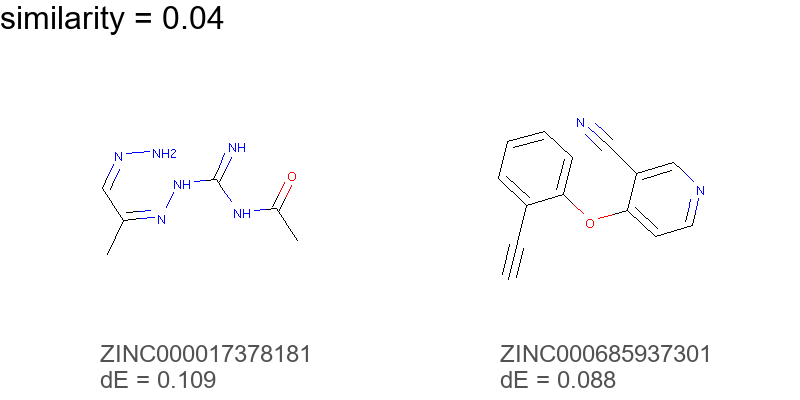 similarity = 0.04
N
NH2
N
NH
NH
NH
O
N
N
O
N
ZINC000017378181
dE = 0.109
ZINC000685937301
dE = 0.088